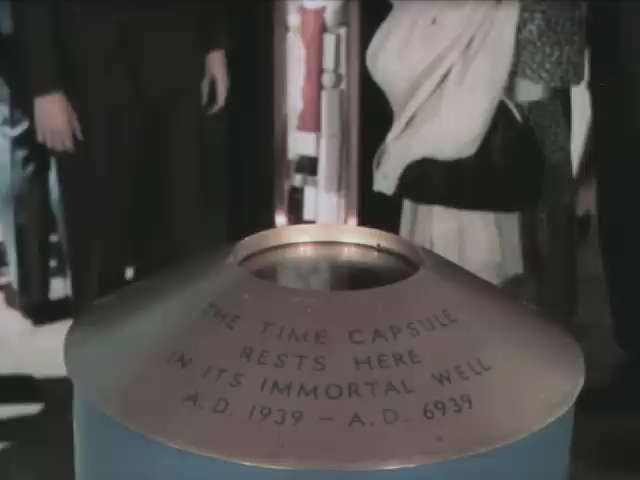 THE TIME CAPSULE
RESTS HERE
IN ITS IMMORTAL WELL
A.D. 1939 – A.D. 6939